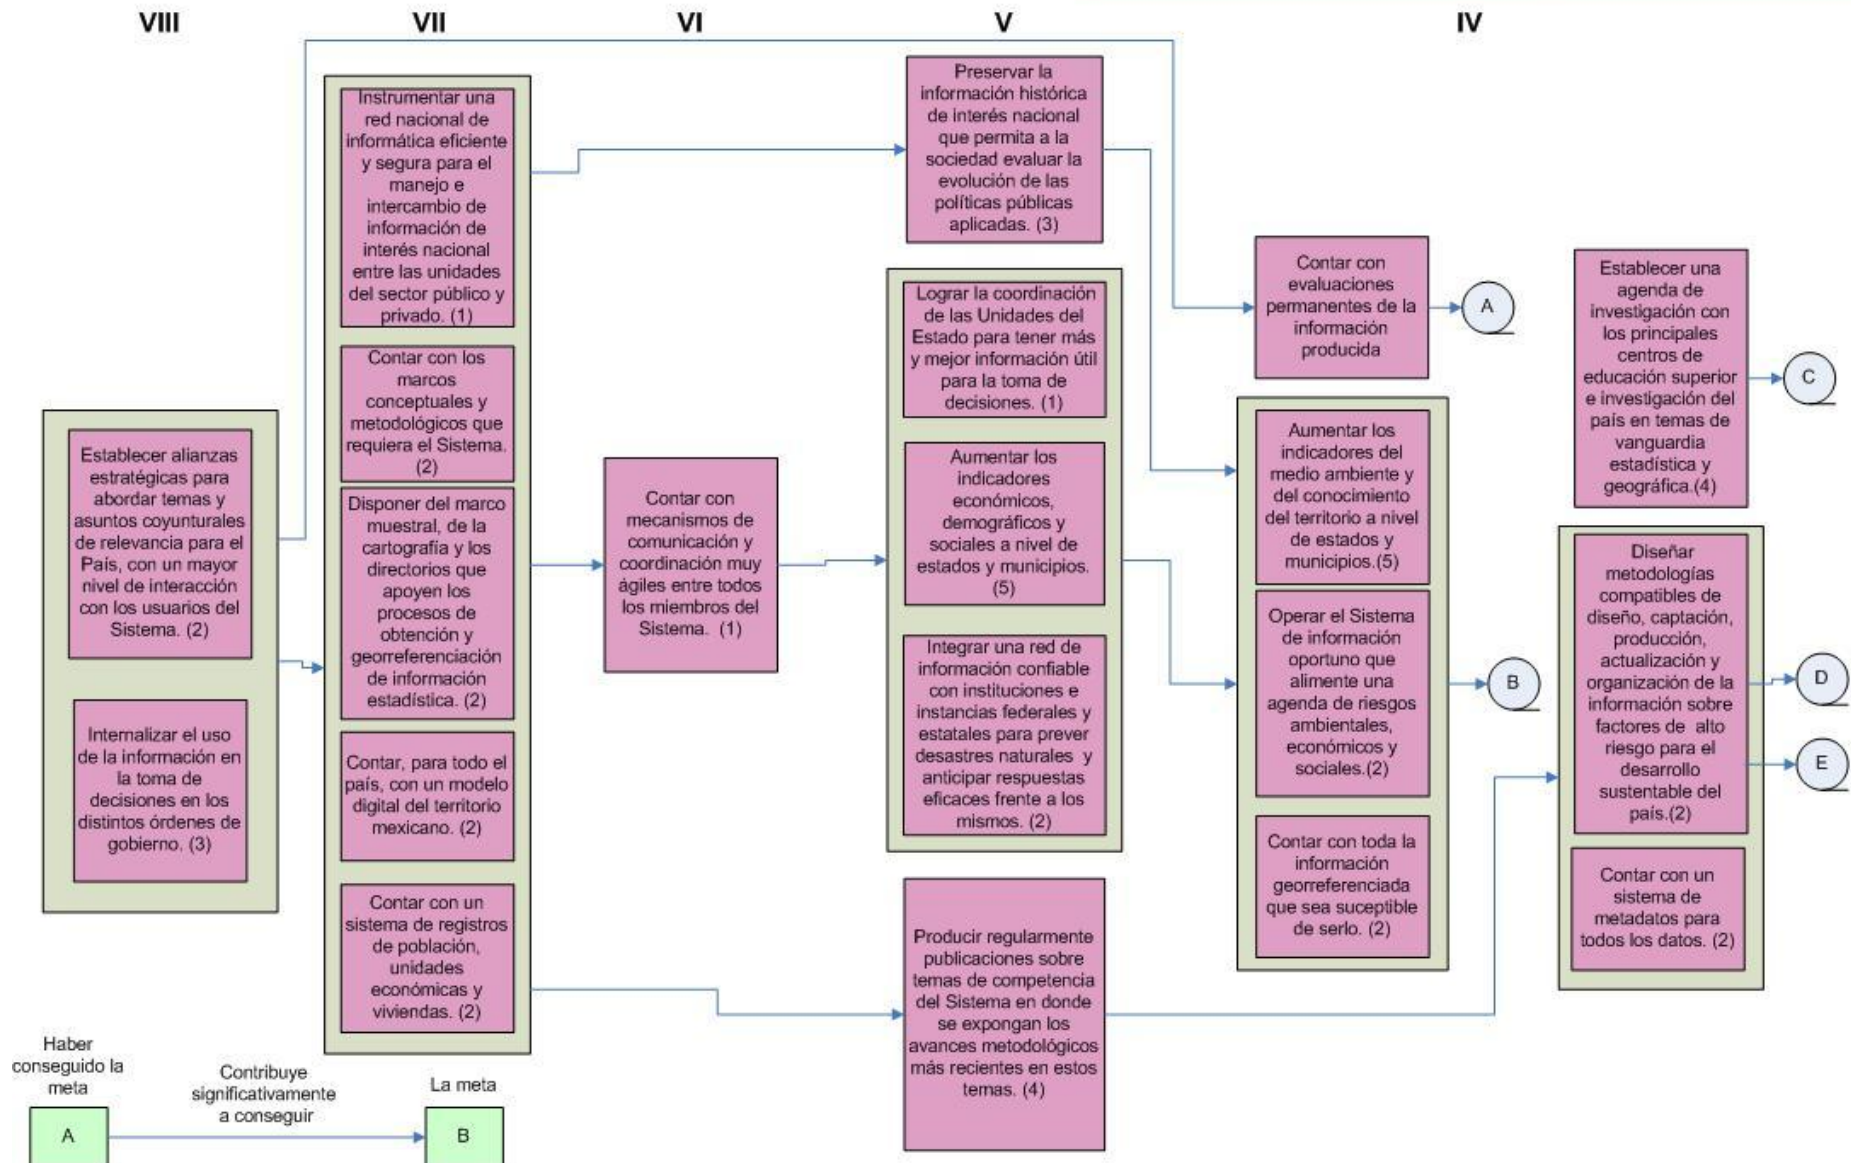 VIII
VII
VI
V
IV
Establecer alianzas
estratégicas para
abordar temas y
asuntos coyunturales
de relevancia para el
País, con un mayor
nivel de interacción
con los usuarios del
Sistema. (2)
Internalizar el uso
de la información en
la toma de
decisiones en los
distintos órdenes de
gobierno. (3)
Instrumentar una
red nacional de
informática eficiente
y segura para el
manejo e
intercambio de
información de
interés nacional
entre las unidades
del sector público y
privado. (1)
Contar con los
marcos
conceptuales y
metodológicos que
requiera el Sistema.
(2)
Disponer del marco
muestral, de la
cartografía y los
directorios que
apoyen los
procesos de
obtención y
georreferenciación
de información
estadística. (2)
Contar, para todo el
país, con un modelo
digital del territorio
mexicano. (2)
Contar con un
sistema de registros
de población,
unidades
económicas y
viviendas. (2)
Contar con
mecanismos de
comunicación y
coordinación muy
ágiles entre todos
los miembros del
Sistema. (1)
Preservar la
información histórica
de interés nacional
que permita a la
sociedad evaluar la
evolución de las
políticas públicas
aplicadas. (3)
Lograr la coordinación
de las Unidades del
Estado para tener más
y mejor información útil
para la toma de
decisiones. (1)
Aumentar los
indicadores
económicos,
demográficos y
sociales a nivel de
estados y municipios.
(5)
Integrar una red de
información confiable
con instituciones e
instancias federales y
estatales para prever
desastres naturales y
anticipar respuestas
eficaces frente a los
mismos. (2)
Producir regularmente
publicaciones sobre
temas de competencia
del Sistema en donde
se expongan los
avances metodológicos
más recientes en estos
temas. (4)
Contar con
evaluaciones
permanentes de la
información
producida
A
Aumentar los
indicadores del
medio ambiente y
del conocimiento
del territorio a nivel
de estados y
municipios.(5)
Operar el Sistema
de información
oportuno que
alimente una
agenda de riesgos
ambientales,
económicos y
sociales.(2)
Contar con toda la
información
georreferenciada
que sea suceptible
de serlo. (2)
B
Establecer una
agenda de
investigación con
los principales
centros de
educación superior
e investigación del
país en temas de
vanguardia
estadística y
geográfica.(4)
C
Diseñar
metodologías
compatibles de
diseño, captación,
producción,
actualización y
organización de la
información sobre
factores de alto
riesgo para el
desarrollo
sustentable del
país.(2)
Contar con un
sistema de
metadatos para
todos los datos. (2)
D
E
Haber
conseguido la
meta
A
Contribuye
significativamente
a conseguir
La meta
B